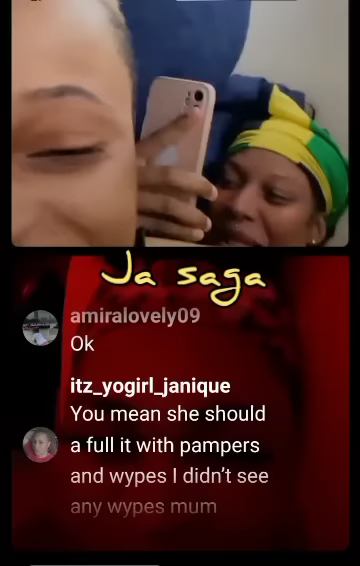 Ja saga
amiralovely09
Ok
itz_yogirl_janique
You mean she should
a full it with pampers
and wypes I didn't see
any wypes mum